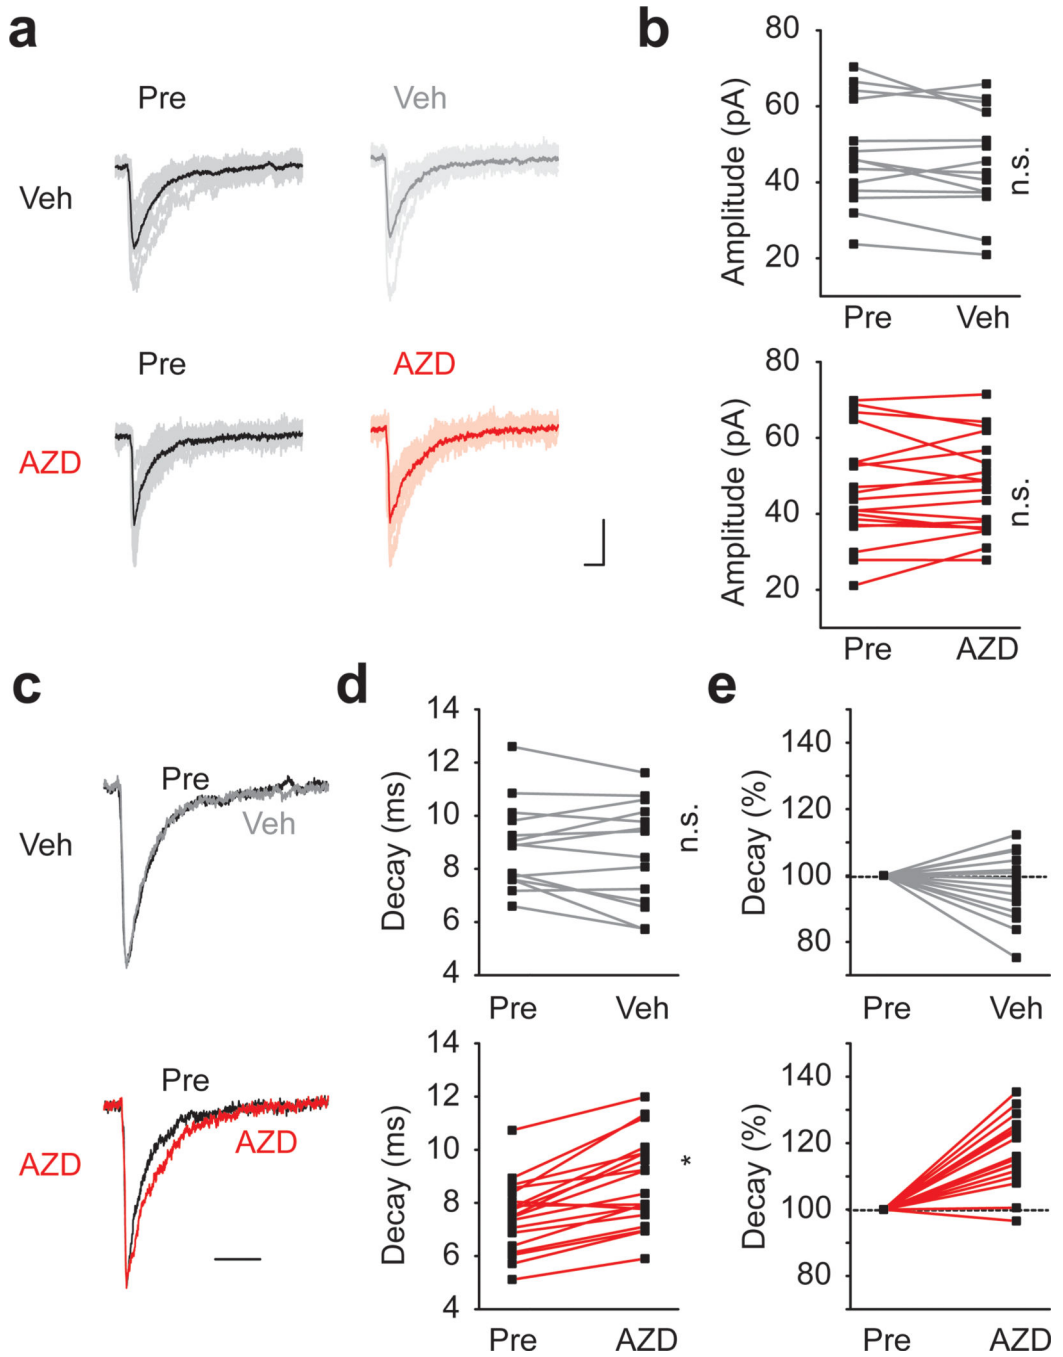 a
Pre
Veh
Veh
Pre
AZD
AZD
b
80
60
40
20
Amplitude (pA)
n.s.
Pre
Veh
80
60
40
20
Amplitude (pA)
n.s.
Pre
AZD
c
Pre
Veh
Veh
Pre
AZD
AZD
d
14
12
10
8
6
4
Decay (ms)
n.s.
Pre
Veh
14
12
10
8
6
4
Decay (ms)
*
Pre
AZD
e
140
120
100
80
Decay (%)
Pre
Veh
140
120
100
80
Decay (%)
Pre
AZD